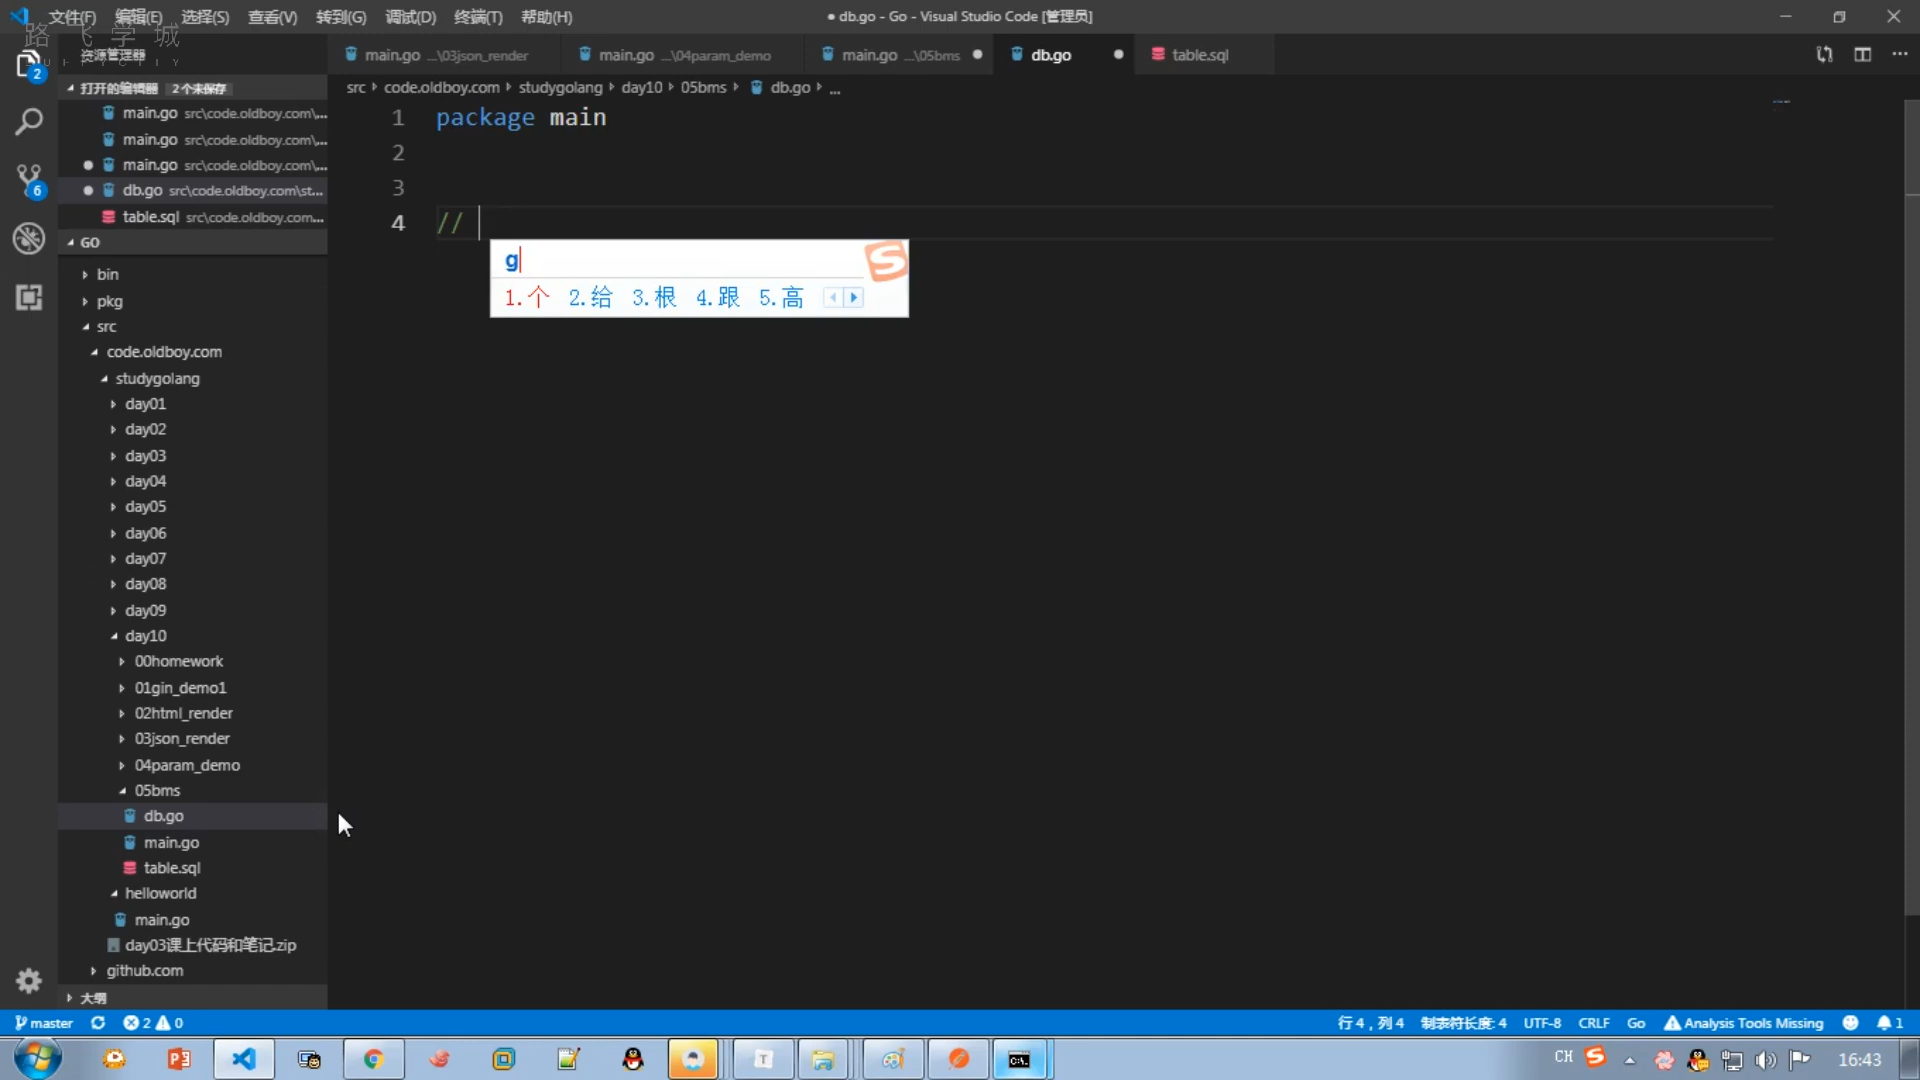 文件(F) 编辑(E) 选择(S) 查看(V) 转到(G) 调试(D) 终端(T) 帮助(H)
● db.go - Go - Visual Studio Code [管理员]
路飞学城
资源管理器
main.go ...\03json_render
main.go ...\04param_demo
main.go ...\05bms ●
db.go ●
table.sql
2
打开的编辑器 2 个未保存
src code.oldboy.com studygolang day10 05bms db.go ...
main.go src\code.oldboy.com\...
main.go src\code.oldboy.com\...
● main.go src\code.oldboy.com\...
● db.go src\code.oldboy.com\st...
table.sql src\code.oldboy.com...
6
GO
bin
pkg
src
code.oldboy.com
studygolang
day01
day02
day03
day04
day05
day06
day07
day08
day09
day10
00homework
01gin_demo1
02html_render
03json_render
04param_demo
05bms
db.go
main.go
table.sql
helloworld
main.go
day03课上代码和笔记.zip
github.com
大纲
1 package main
2
3
4 //
g
1.个 2.给 3.根 4.跟 5.高
master 2 0
行 4，列 4 制表符长度: 4 UTF-8 CRLF Go Analysis Tools Missing 1
CH 16:43